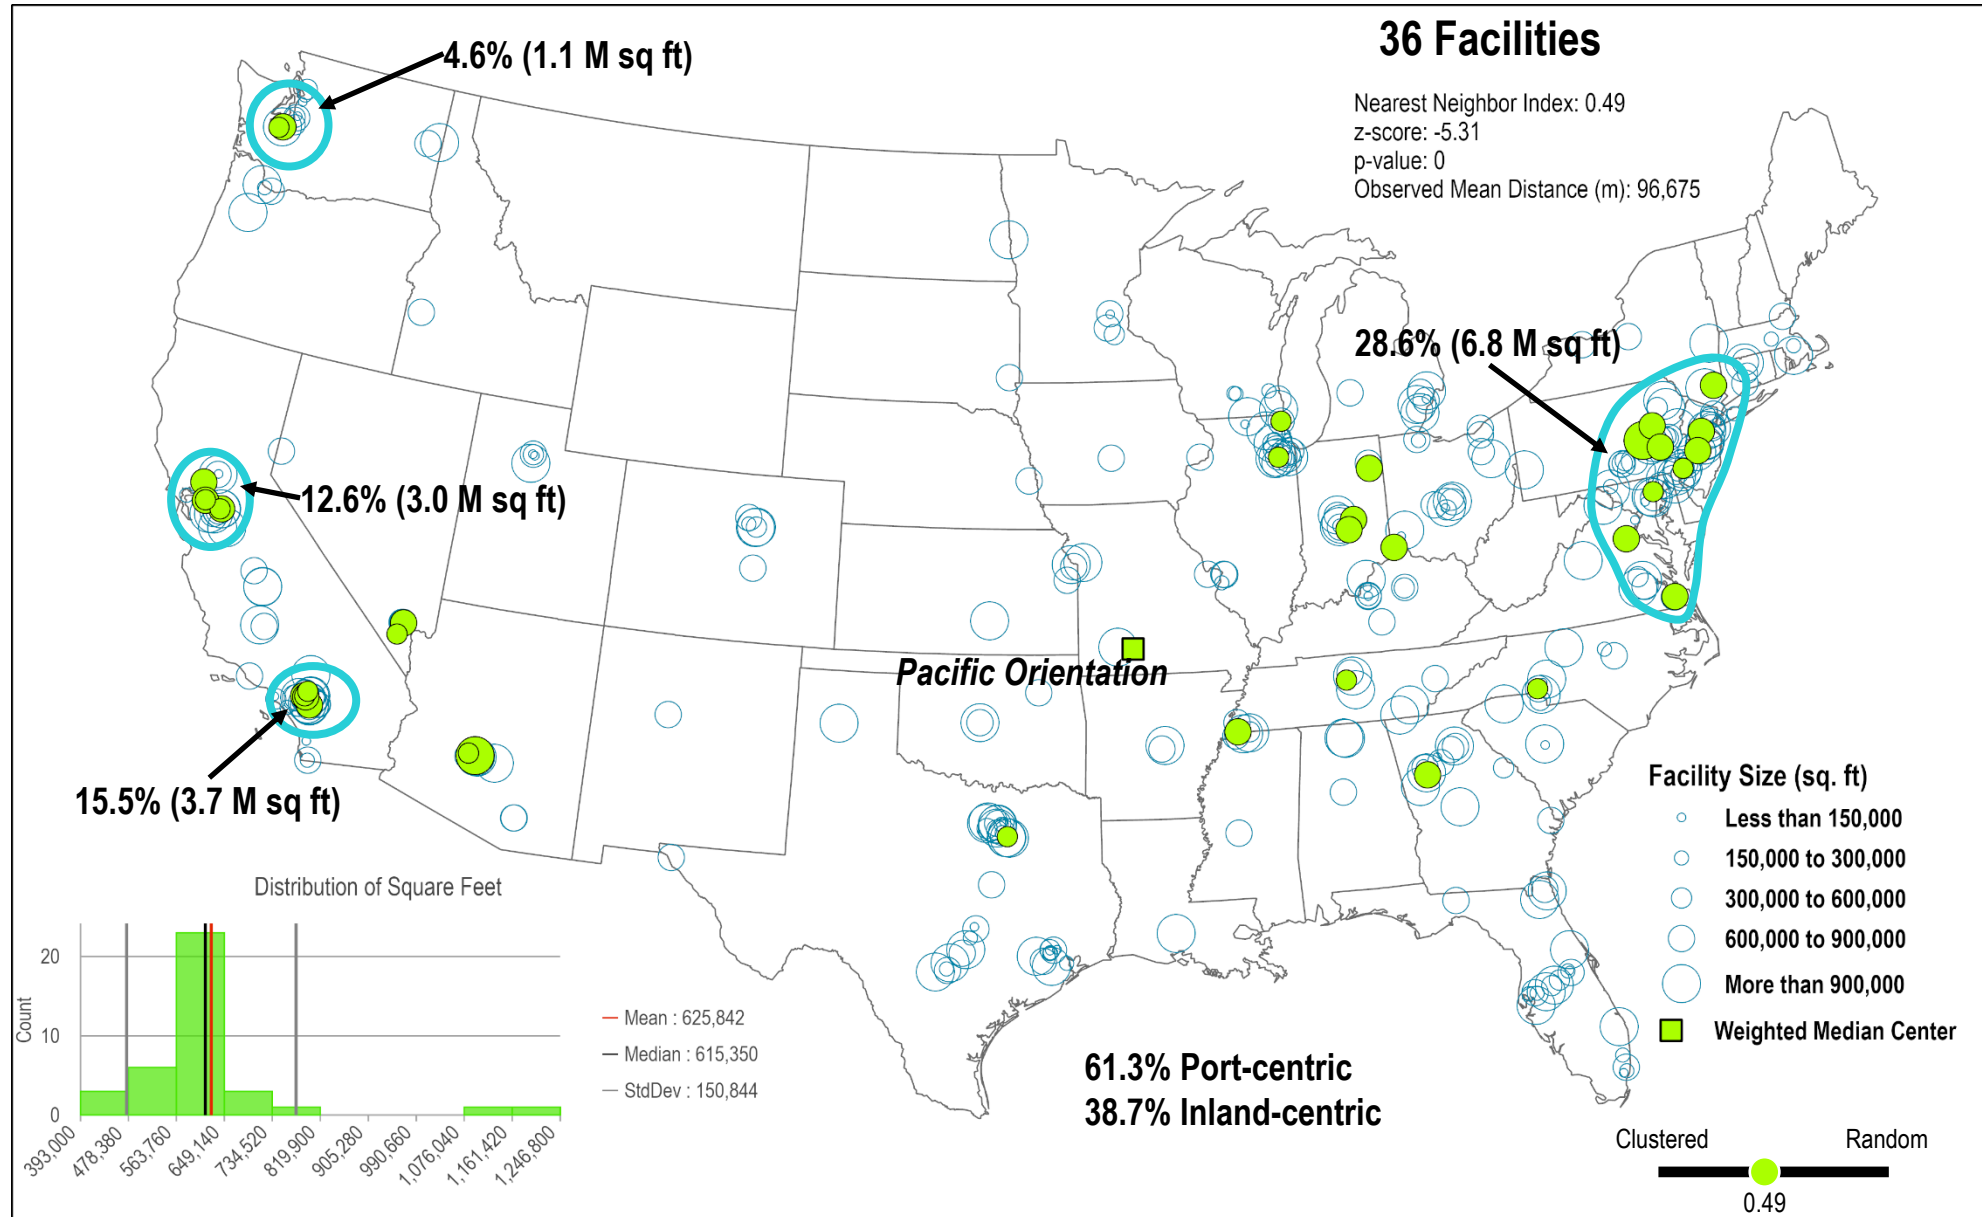 36 Facilities
Nearest Neighbor Index: 0.49
z-score: -5.31
p-value: 0
Observed Mean Distance (m): 96,675
4.6% (1.1 M sq ft)
28.6% (6.8 M sq ft)
12.6% (3.0 M sq ft)
Pacific Orientation
15.5% (3.7 M sq ft)
Facility Size (sq. ft)
Less than 150,000
150,000 to 300,000
300,000 to 600,000
600,000 to 900,000
More than 900,000
Weighted Median Center
Distribution of Square Feet
Count
20
10
0
393,000
478,380
563,760
649,140
734,520
819,900
905,280
990,660
1,076,040
1,161,420
1,246,800
Mean : 625,842
Median : 615,350
StdDev : 150,844
61.3% Port-centric
38.7% Inland-centric
Clustered
Random
0.49